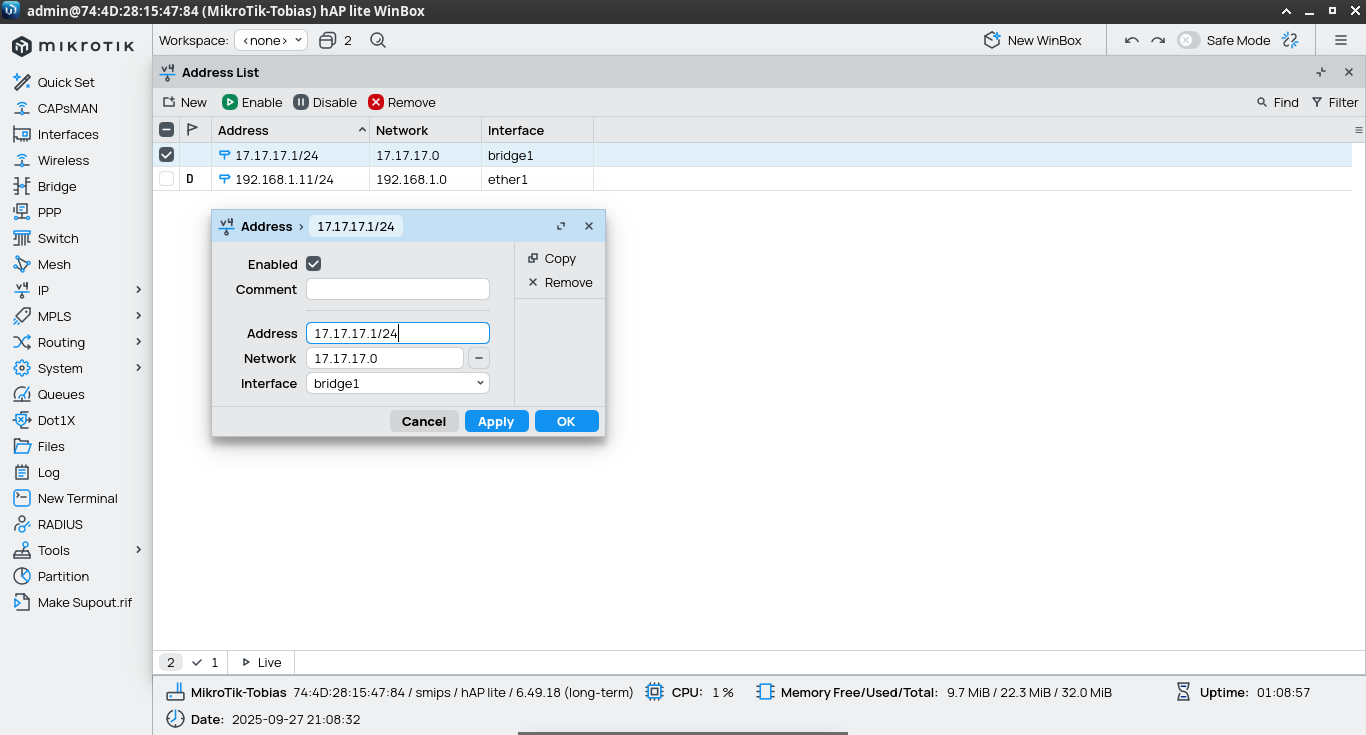 admin@74:4D:28:15:47:84 (MikroTik-Tobias) hAP lite WinBox
MIKROTIK
Workspace: <none> 2 New WinBox Safe Mode
Address List
New Enable Disable Remove Find Filter
Address Network Interface
17.17.17.1/24 17.17.17.0 bridge1
D 192.168.1.11/24 192.168.1.0 ether1
Quick Set
CAPsMAN
Interfaces
Wireless
Bridge
PPP
Switch
Mesh
IP
MPLS
Routing
System
Queues
Dot1X
Files
Log
New Terminal
RADIUS
Tools
Partition
Make Supout.rif
v4 Address › 17.17.17.1/24
Enabled
Comment
Address 17.17.17.1/24
Network 17.17.17.0
Interface bridge1
Copy
Remove
Cancel Apply OK
2 1 Live
MikroTik-Tobias 74:4D:28:15:47:84 / smips / hAP lite / 6.49.18 (long-term) CPU: 1 % Memory Free/Used/Total: 9.7 MiB / 22.3 MiB / 32.0 MiB Uptime: 01:08:57
Date: 2025-09-27 21:08:32